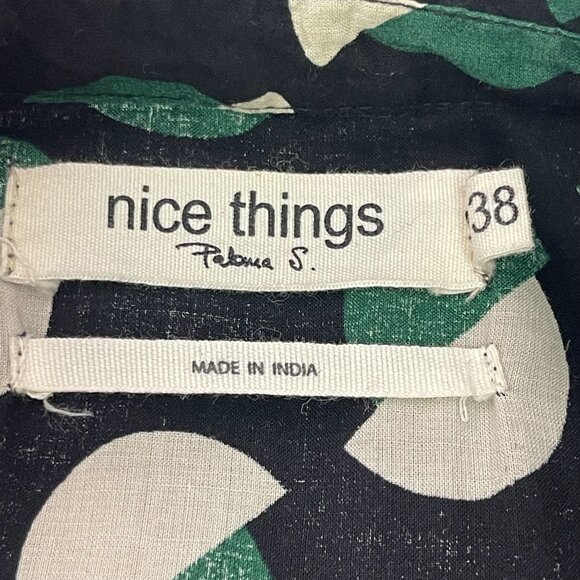 nice things
38
Paloma S.
MADE IN INDIA